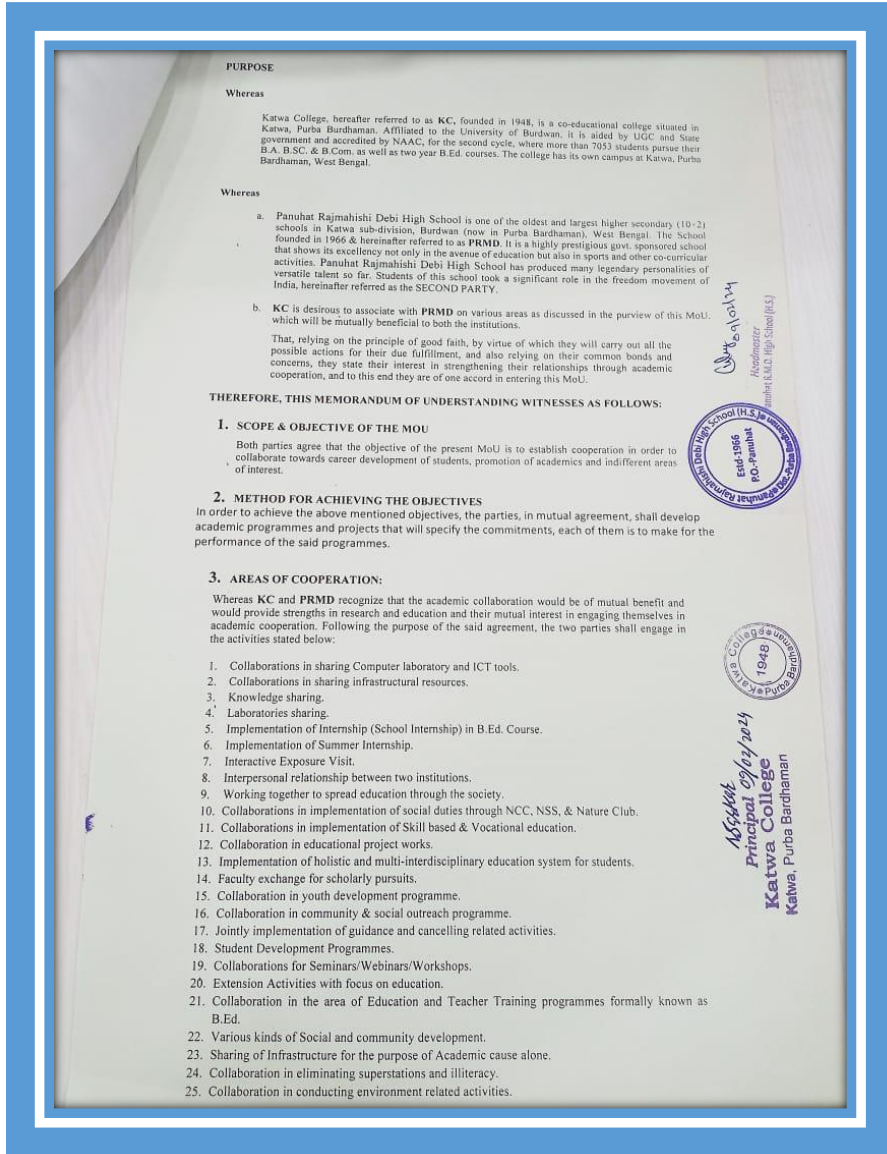 PURPOSE
Whereas
Katwa College, hereafter referred to as KC, founded in 1948, is a co-educational college situated in
Katwa, Purba Burdhaman. Affiliated to the University of Burdwan, it is aided by UGC and State
government and accredited by NAAC, for the second cycle, where more than 7053 students pursue their
B.A. B.SC. & B.Com. as well as two year B.Ed. courses. The college has its own campus at Katwa, Purba
Bardhaman, West Bengal.
Whereas
a. Panuhat Rajmahishi Debi High School is one of the oldest and largest higher secondary (10+2)
schools in Katwa sub-division, Burdwan (now in Purba Bardhaman), West Bengal. The School
founded in 1966 & hereinafter referred to as PRMD. It is a highly prestigious govt. sponsored school
that shows its excellency not only in the avenue of education but also in sports and other co-curricular
activities. Panuhat Rajmahishi Debi High School has produced many legendary personalities of
versatile talent so far. Students of this school took a significant role in the freedom movement of
India, hereinafter referred as the SECOND PARTY.
b. KC is desirous to associate with PRMD on various areas as discussed in the purview of this MoU.
which will be mutually beneficial to both the institutions.
That, relying on the principle of good faith, by virtue of which they will carry out all the
possible actions for their due fulfillment, and also relying on their common bonds and
concerns, they state their interest in strengthening their relationships through academic
cooperation, and to this end they are of one accord in entering this MoU.
THEREFORE, THIS MEMORANDUM OF UNDERSTANDING WITNESSES AS FOLLOWS:
1. SCOPE & OBJECTIVE OF THE MOU
Both parties agree that the objective of the present MoU is to establish cooperation in order to
collaborate towards career development of students, promotion of academics and indifferent areas
of interest.
2. METHOD FOR ACHIEVING THE OBJECTIVES
In order to achieve the above mentioned objectives, the parties, in mutual agreement, shall develop
academic programmes and projects that will specify the commitments, each of them is to make for the
performance of the said programmes.
3. AREAS OF COOPERATION:
Whereas KC and PRMD recognize that the academic collaboration would be of mutual benefit and
would provide strengths in research and education and their mutual interest in engaging themselves in
academic cooperation. Following the purpose of the said agreement, the two parties shall engage in
the activities stated below:
1. Collaborations in sharing Computer laboratory and ICT tools.
2. Collaborations in sharing infrastructural resources.
3. Knowledge sharing.
4. Laboratories sharing.
5. Implementation of Internship (School Internship) in B.Ed. Course.
6. Implementation of Summer Internship.
7. Interactive Exposure Visit.
8. Interpersonal relationship between two institutions.
9. Working together to spread education through the society.
10. Collaborations in implementation of social duties through NCC, NSS, & Nature Club.
11. Collaborations in implementation of Skill based & Vocational education.
12. Collaboration in educational project works.
13. Implementation of holistic and multi-interdisciplinary education system for students.
14. Faculty exchange for scholarly pursuits.
15. Collaboration in youth development programme.
16. Collaboration in community & social outreach programme.
17. Jointly implementation of guidance and cancelling related activities.
18. Student Development Programmes.
19. Collaborations for Seminars/Webinars/Workshops.
20. Extension Activities with focus on education.
21. Collaboration in the area of Education and Teacher Training programmes formally known as
B.Ed.
22. Various kinds of Social and community development.
23. Sharing of Infrastructure for the purpose of Academic cause alone.
24. Collaboration in eliminating superstations and illiteracy.
25. Collaboration in conducting environment related activities.
09/02/24
Headmaster
Panuhat R.M.D. High School (H.S.)
Panuhat Rajmahishi Debi High School (H.S.)
Dist.-Purba Bardhaman
Estd-1966
P.O.-Panuhat
Katwa College
Katwa Purba Bardhaman
1948
Principal 09/02/2024
Katwa College
Katwa, Purba Bardhaman